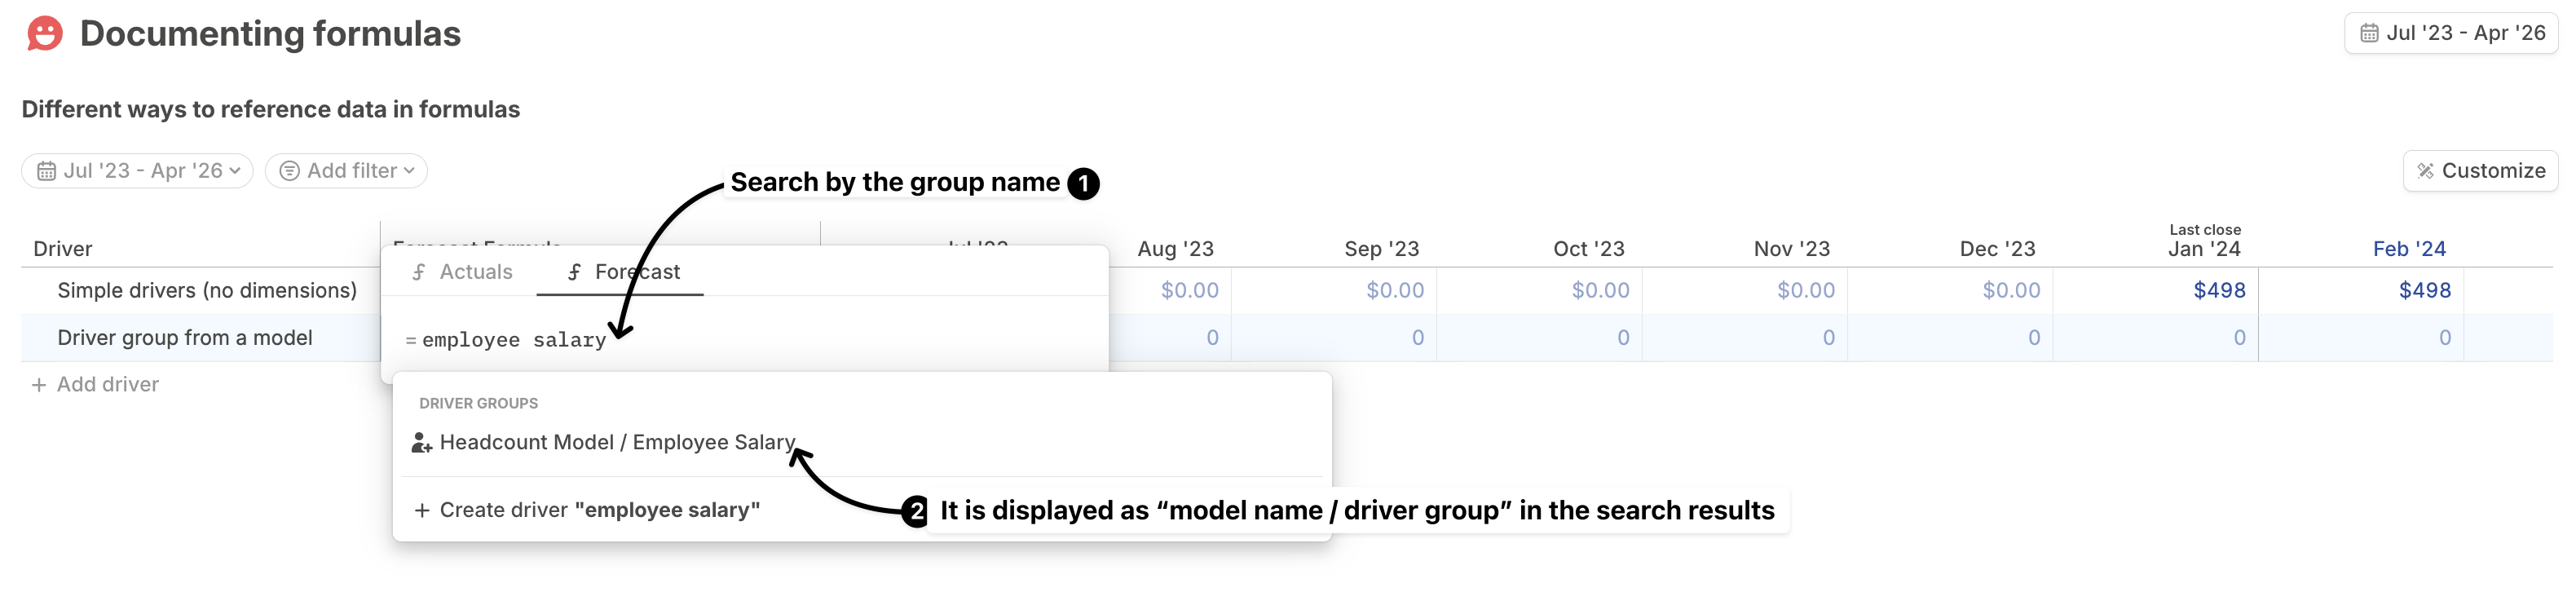 Documenting formulas
Jul '23 - Apr '26
Different ways to reference data in formulas
Jul '23 - Apr '26
Add filter
Search by the group name 1
Customize
Driver
Aug '23
Sep '23
Oct '23
Nov '23
Dec '23
Last close
Jan '24
Feb '24
Actuals
Forecast
Simple drivers (no dimensions)
$0.00
$0.00
$0.00
$0.00
$0.00
$498
$498
Driver group from a model
= employee salary
0
0
0
0
0
0
0
+ Add driver
DRIVER GROUPS
Headcount Model / Employee Salary
+ Create driver "employee salary"
2 It is displayed as “model name / driver group” in the search results